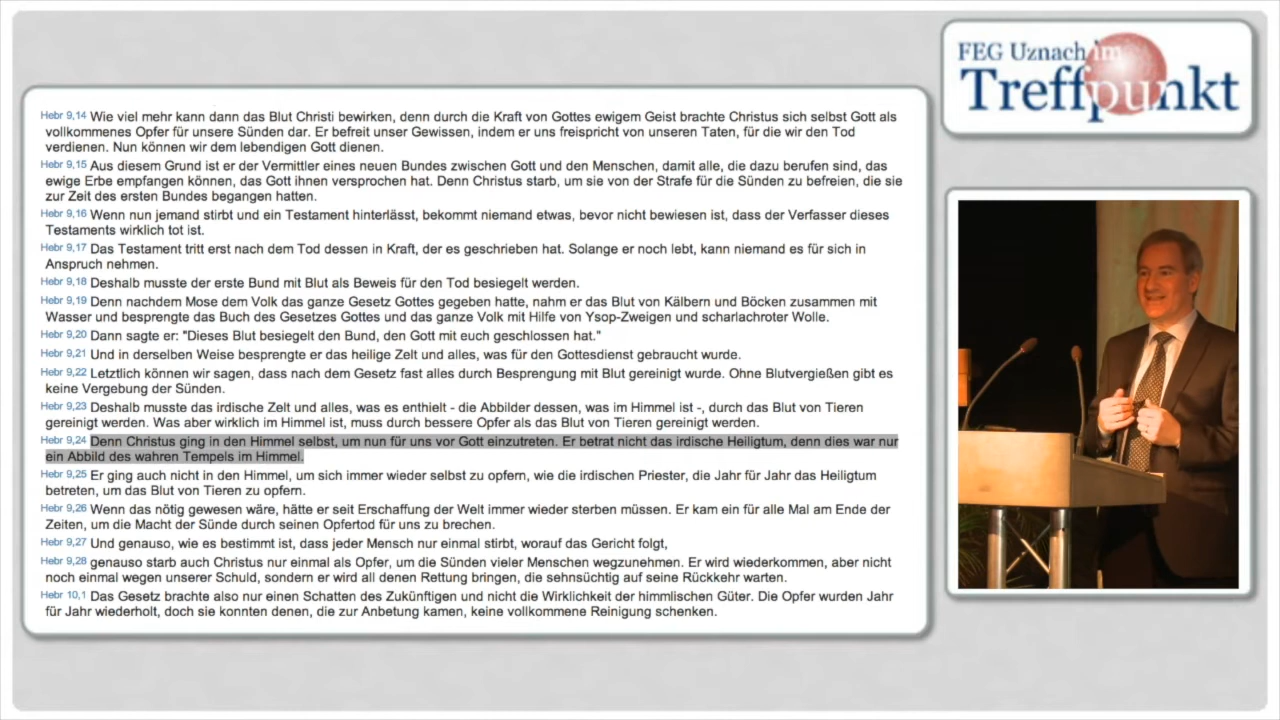 FEG Uznach im
Treffpunkt
Hebr 9,14 Wie viel mehr kann dann das Blut Christi bewirken, denn durch die Kraft von Gottes ewigem Geist brachte Christus sich selbst Gott als
vollkommenes Opfer für unsere Sünden dar. Er befreit unser Gewissen, indem er uns freispricht von unseren Taten, für die wir den Tod
verdienen. Nun können wir dem lebendigen Gott dienen.
Hebr 9,15 Aus diesem Grund ist er der Vermittler eines neuen Bundes zwischen Gott und den Menschen, damit alle, die dazu berufen sind, das
ewige Erbe empfangen können, das Gott ihnen versprochen hat. Denn Christus starb, um sie von der Strafe für die Sünden zu befreien, die sie
zur Zeit des ersten Bundes begangen hatten.
Hebr 9,16 Wenn nun jemand stirbt und ein Testament hinterlässt, bekommt niemand etwas, bevor nicht bewiesen ist, dass der Verfasser dieses
Testaments wirklich tot ist.
Hebr 9,17 Das Testament tritt erst nach dem Tod dessen in Kraft, der es geschrieben hat. Solange er noch lebt, kann niemand es für sich in
Anspruch nehmen.
Hebr 9,18 Deshalb musste der erste Bund mit Blut als Beweis für den Tod besiegelt werden.
Hebr 9,19 Denn nachdem Mose dem Volk das ganze Gesetz Gottes gegeben hatte, nahm er das Blut von Kälbern und Böcken zusammen mit
Wasser und besprengte das Buch des Gesetzes Gottes und das ganze Volk mit Hilfe von Ysop-Zweigen und scharlachroter Wolle.
Hebr 9,20 Dann sagte er: "Dieses Blut besiegelt den Bund, den Gott mit euch geschlossen hat."
Hebr 9,21 Und in derselben Weise besprengte er das heilige Zelt und alles, was für den Gottesdienst gebraucht wurde.
Hebr 9,22 Letztlich können wir sagen, dass nach dem Gesetz fast alles durch Besprengung mit Blut gereinigt wurde. Ohne Blutvergießen gibt es
keine Vergebung der Sünden.
Hebr 9,23 Deshalb musste das irdische Zelt und alles, was es enthielt - die Abbilder dessen, was im Himmel ist -, durch das Blut von Tieren
gereinigt werden. Was aber wirklich im Himmel ist, muss durch bessere Opfer als das Blut von Tieren gereinigt werden.
Hebr 9,24 Denn Christus ging in den Himmel selbst, um nun für uns vor Gott einzutreten. Er betrat nicht das irdische Heiligtum, denn dies war nur
ein Abbild des wahren Tempels im Himmel.
Hebr 9,25 Er ging auch nicht in den Himmel, um sich immer wieder selbst zu opfern, wie die irdischen Priester, die Jahr für Jahr das Heiligtum
betreten, um das Blut von Tieren zu opfern.
Hebr 9,26 Wenn das nötig gewesen wäre, hätte er seit Erschaffung der Welt immer wieder sterben müssen. Er kam ein für alle Mal am Ende der
Zeiten, um die Macht der Sünde durch seinen Opfertod für uns zu brechen.
Hebr 9,27 Und genauso, wie es bestimmt ist, dass jeder Mensch nur einmal stirbt, worauf das Gericht folgt,
Hebr 9,28 genauso starb auch Christus nur einmal als Opfer, um die Sünden vieler Menschen wegzunehmen. Er wird wiederkommen, aber nicht
noch einmal wegen unserer Schuld, sondern er wird all denen Rettung bringen, die sehnsüchtig auf seine Rückkehr warten.
Hebr 10,1 Das Gesetz brachte also nur einen Schatten des Zukünftigen und nicht die Wirklichkeit der himmlischen Güter. Die Opfer wurden Jahr
für Jahr wiederholt, doch sie konnten denen, die zur Anbetung kamen, keine vollkommene Reinigung schenken.